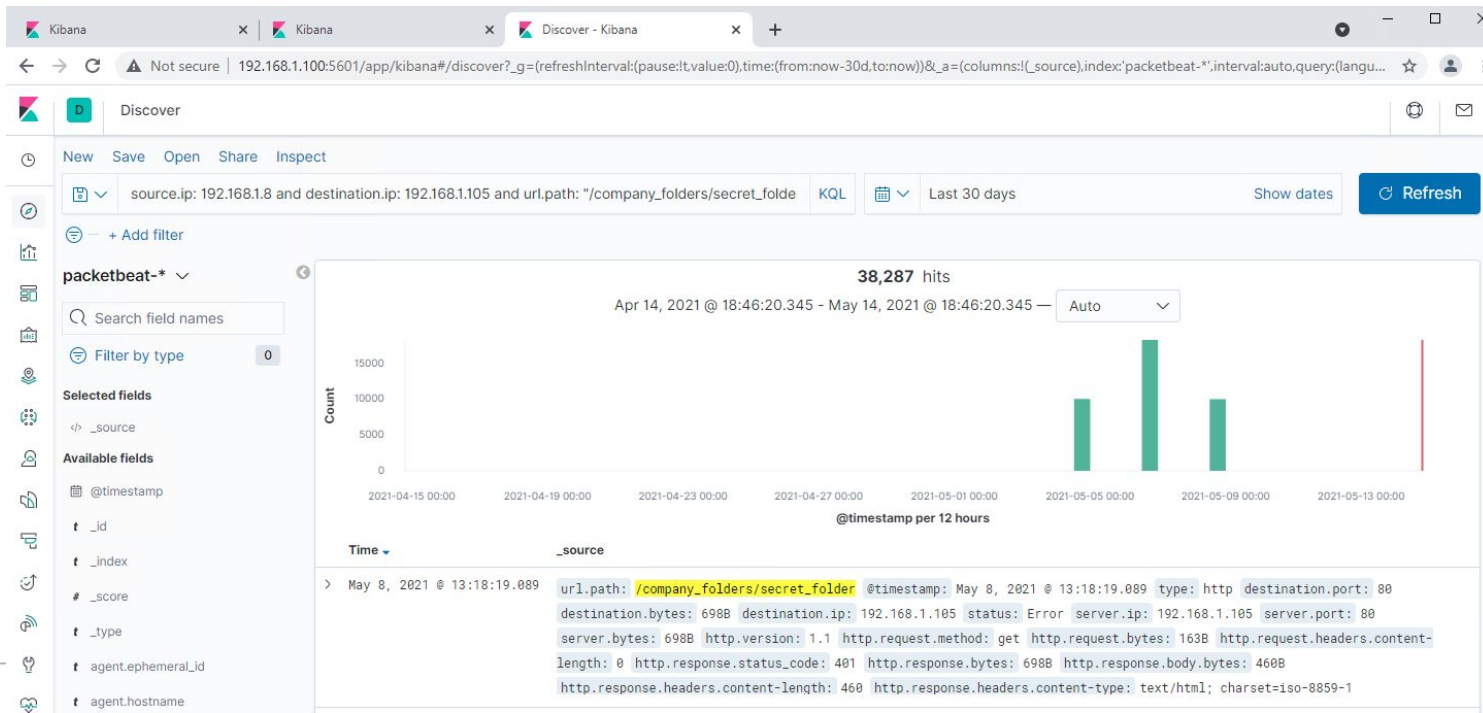 Kibana
Kibana
Discover - Kibana
Not secure | 192.168.1.100:5601/app/kibana#/discover?_g=(refreshInterval:(pause:!t,value:0),time:(from:now-30d,to:now))&_a=(columns:!(_source),index:'packetbeat-*',interval:auto,query:(langu...
D Discover
New Save Open Share Inspect
source.ip: 192.168.1.8 and destination.ip: 192.168.1.105 and url.path: "/company_folders/secret_folde KQL Last 30 days Show dates Refresh
+ Add filter
packetbeat-*
Search field names
Filter by type 0
Selected fields
</> _source
Available fields
@timestamp
t _id
t _index
# _score
t _type
t agent.ephemeral_id
t agent.hostname
38,287 hits
Apr 14, 2021 @ 18:46:20.345 - May 14, 2021 @ 18:46:20.345 — Auto
Count
15000
10000
5000
0
2021-04-15 00:00 2021-04-19 00:00 2021-04-23 00:00 2021-04-27 00:00 2021-05-01 00:00 2021-05-05 00:00 2021-05-09 00:00 2021-05-13 00:00
@timestamp per 12 hours
Time _source
May 8, 2021 @ 13:18:19.089 url.path: /company_folders/secret_folder @timestamp: May 8, 2021 @ 13:18:19.089 type: http destination.port: 80
destination.bytes: 698B destination.ip: 192.168.1.105 status: Error server.ip: 192.168.1.105 server.port: 80
server.bytes: 698B http.version: 1.1 http.request.method: get http.request.bytes: 163B http.request.headers.content-
length: 0 http.response.status_code: 401 http.response.bytes: 698B http.response.body.bytes: 460B
http.response.headers.content-length: 460 http.response.headers.content-type: text/html; charset=iso-8859-1